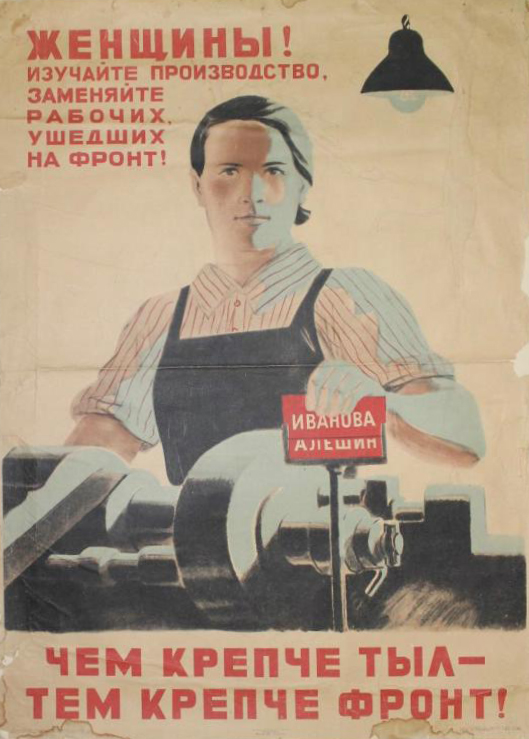 ЖЕНЩИНЫ!
ИЗУЧАЙТЕ ПРОИЗВОДСТВО,
ЗАМЕНЯЙТЕ
РАБОЧИХ,
УШЕДШИХ
НА ФРОНТ!
ИВАНОВА
АЛЕШИН
ЧЕМ КРЕПЧЕ ТЫЛ–
ТЕМ КРЕПЧЕ ФРОНТ!